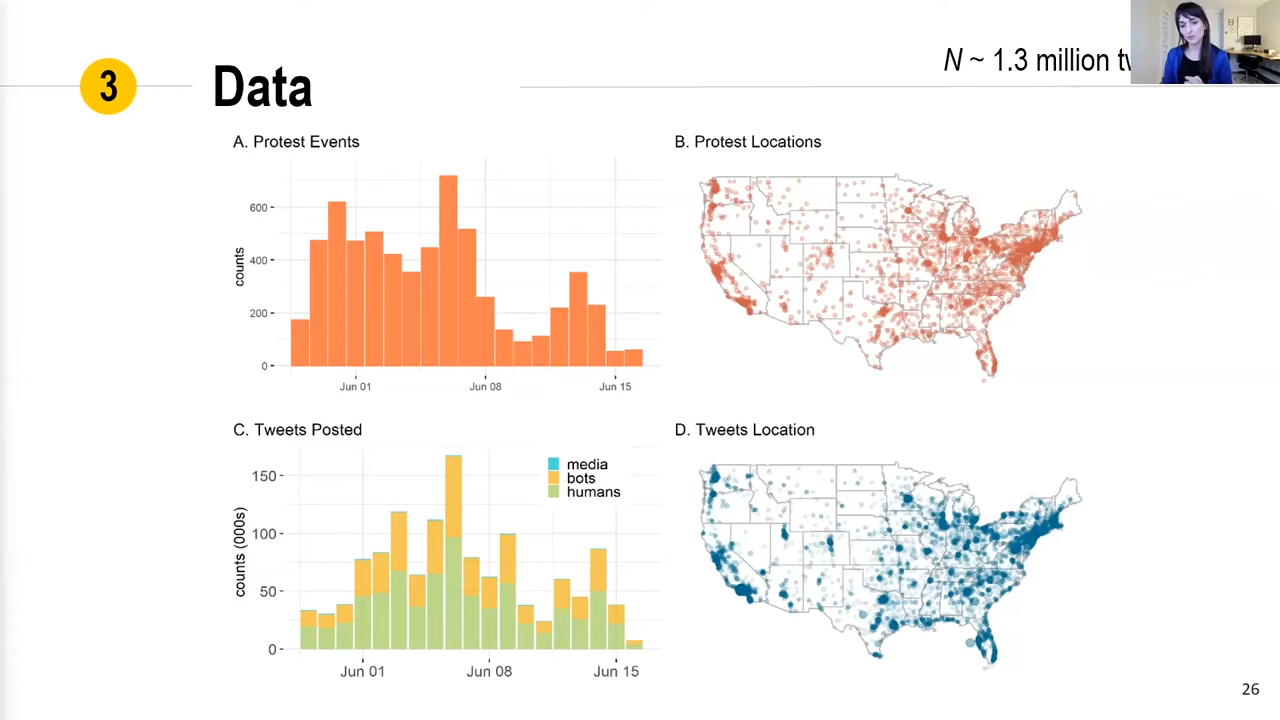 3
Data
N ~ 1.3 million
A. Protest Events
counts
600
400
200
0
Jun 01
Jun 08
Jun 15
B. Protest Locations
C. Tweets Posted
media
bots
humans
counts (000s)
150
100
50
0
Jun 01
Jun 08
Jun 15
D. Tweets Location
26